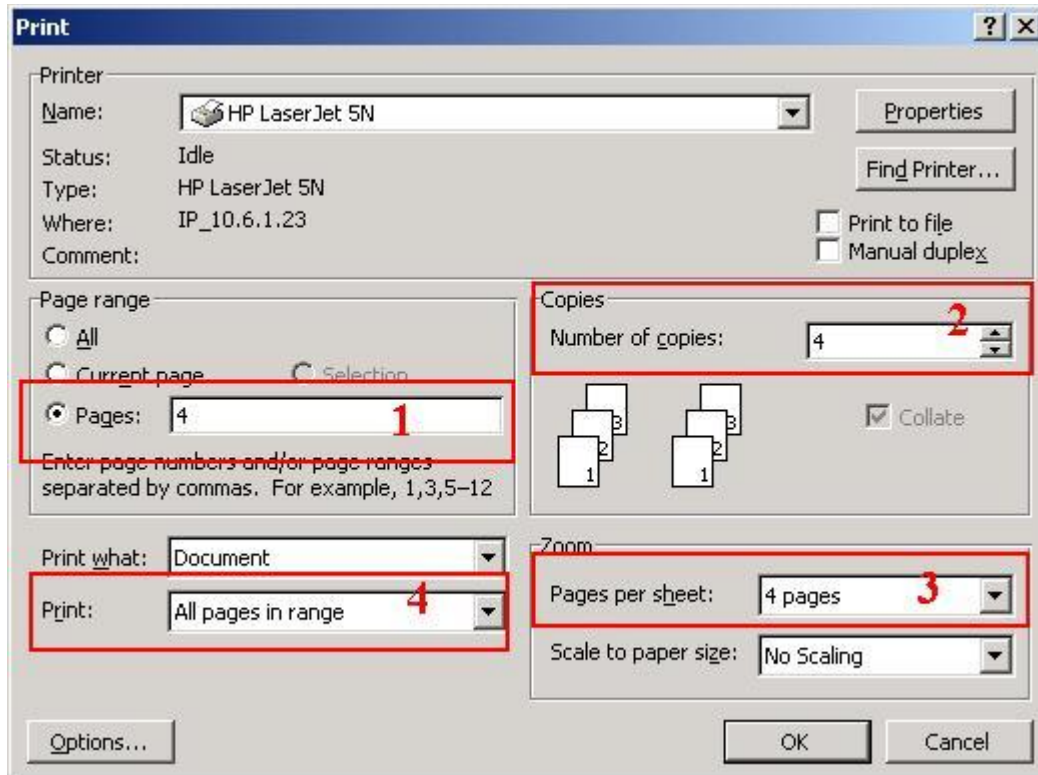 Print
Printer
Name: HP LaserJet 5N Properties
Status: Idle
Find Printer...
Type: HP LaserJet 5N
Where: IP_10.6.1.23
Print to file
Comment:
Manual duplex
Page range
All
Current page Selection
Pages: 4 1
Enter page numbers and/or page ranges
separated by commas. For example, 1,3,5–12
Copies
Number of copies: 4 2
1 2 3 1 2 3
Collate
Print what: Document
Print: All pages in range 4
Zoom
Pages per sheet: 4 pages 3
Scale to paper size: No Scaling
Options... OK Cancel